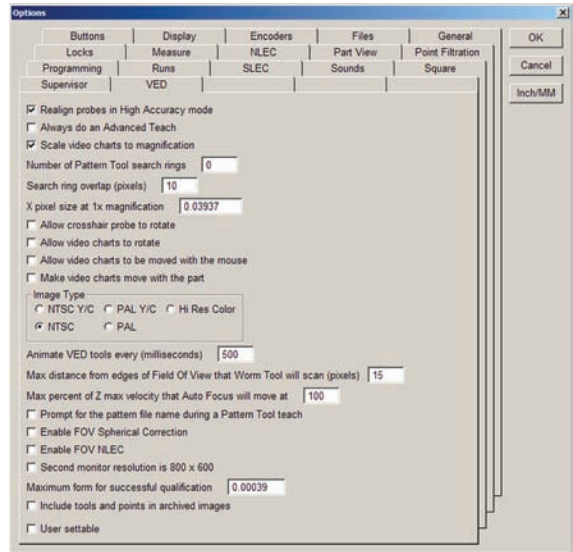 Options
Buttons Display Encoders Files General OK
Locks Measure NLEC Part View Point Filtration
Programming Runs SLEC Sounds Square Cancel
Supervisor VED Inch/MM
Realign probes in High Accuracy mode
Always do an Advanced Teach
Scale video charts to magnification
Number of Pattern Tool search rings 0
Search ring overlap (pixels) 10
X pixel size at 1x magnification 0.03937
Allow crosshair probe to rotate
Allow video charts to rotate
Allow video charts to be moved with the mouse
Make video charts move with the part
Image Type
NTSC Y/C PAL Y/C Hi Res Color
NTSC PAL
Animate VED tools every (milliseconds) 500
Max distance from edges of Field Of View that Worm Tool will scan (pixels) 15
Max percent of Z max velocity that Auto Focus will move at 100
Prompt for the pattern file name during a Pattern Tool teach
Enable FOV Spherical Correction
Enable FOV NLEC
Second monitor resolution is 800 x 600
Maximum form for successful qualification 0.00039
Include tools and points in archived images
User settable